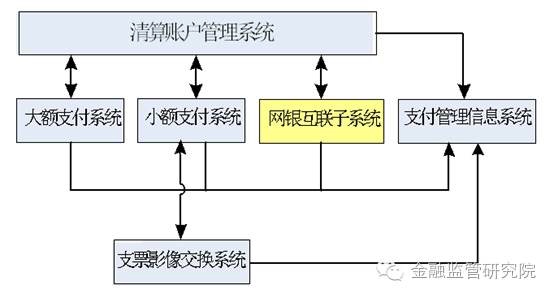 清算账户管理系统
大额支付系统
小额支付系统
网银互联子系统
支付管理信息系统
支票影像交换系统
金融监管研究院